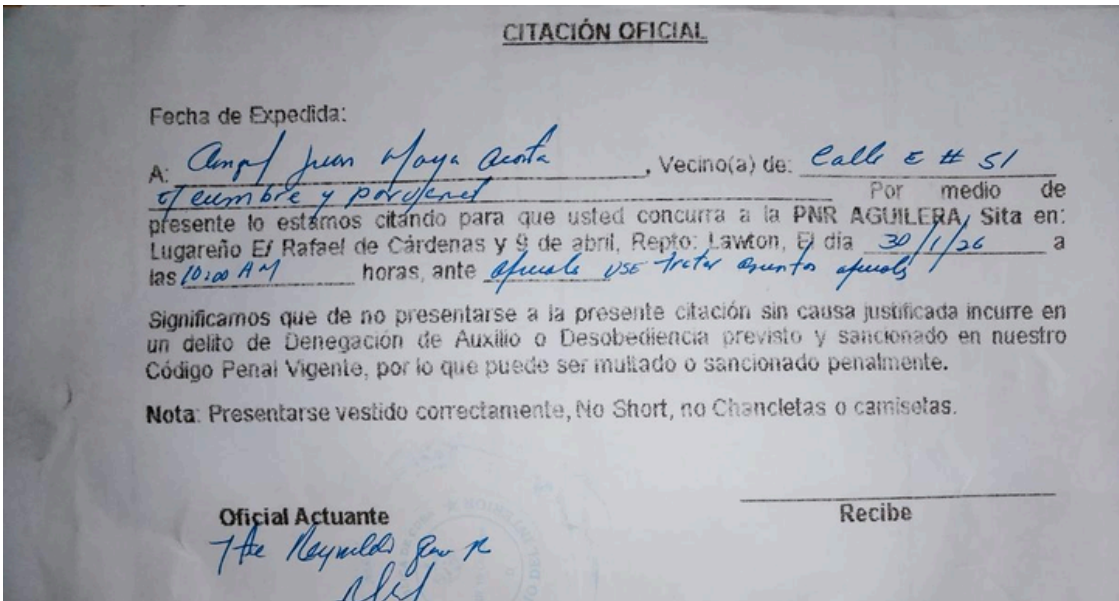 CITACIÓN OFICIAL
Fecha de Expedida:
A: Angel Juan Moya Acosta, Vecino(a) de: Calle E # 51
e/ cumbre y porvenir Por medio de
presente lo estamos citando para que usted concurra a la PNR AGUILERA, Sita en:
Lugareño E/ Rafael de Cárdenas y 9 de abril, Repto: Lawton, El día 30/1/26 a
las 10:00 AM horas, ante tratar asuntos
Significamos que de no presentarse a la presente citación sin causa justificada incurre en
un delito de Denegación de Auxilio o Desobediencia previsto y sancionado en nuestro
Código Penal Vigente, por lo que puede ser multado o sancionado penalmente.
Nota: Presentarse vestido correctamente, No Short, no Chancletas o camisetas.
Oficial Actuante
Recibe